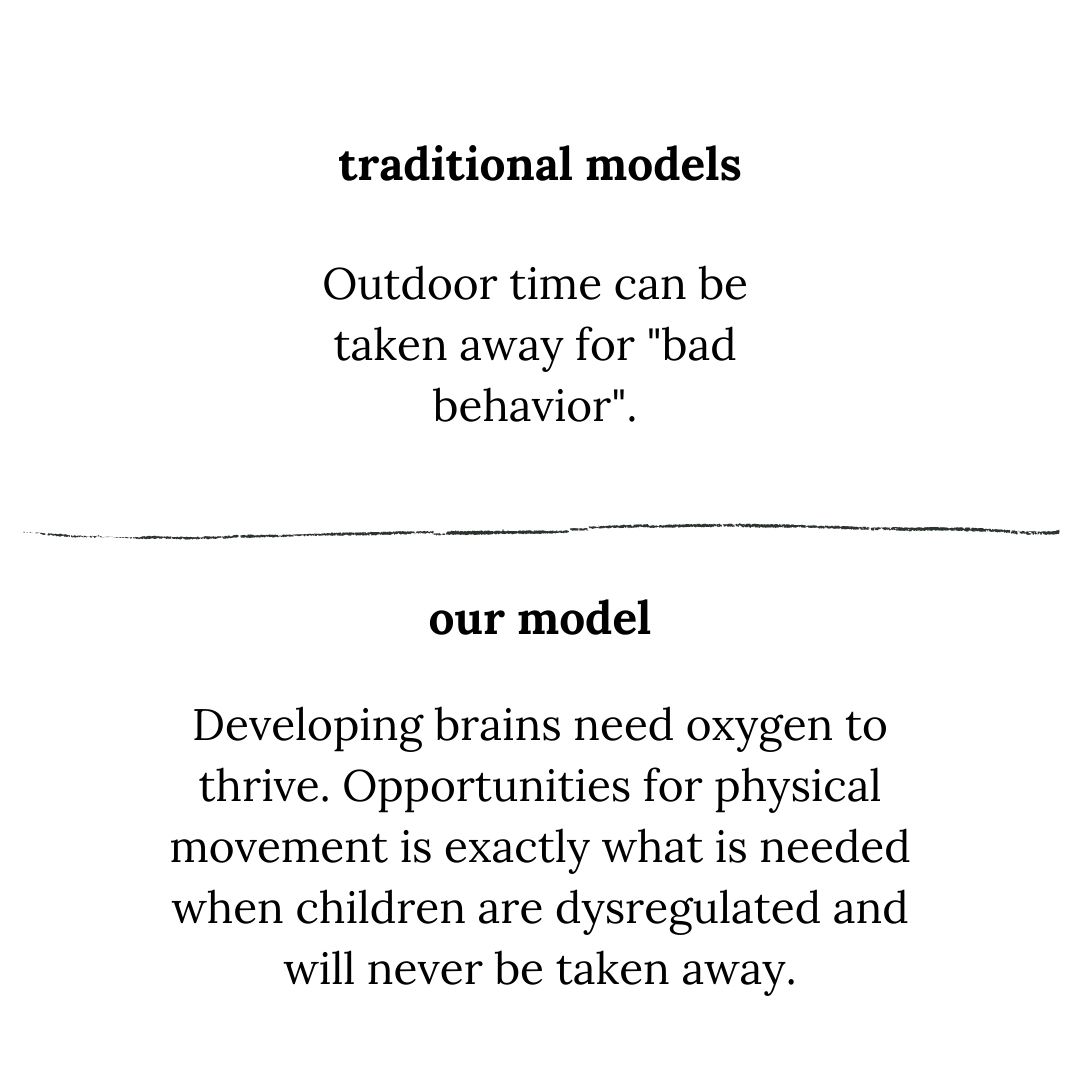 traditional models
Outdoor time can be
taken away for "bad
behavior".
our model
Developing brains need oxygen to
thrive. Opportunities for physical
movement is exactly what is needed
when children are dysregulated and
will never be taken away.